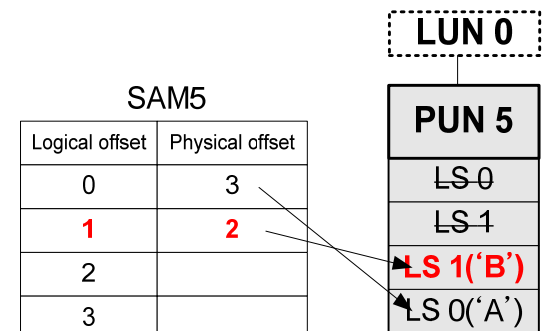 LUN 0
SAM5
PUN 5
Logical offset Physical offset
0 3
LS 0
1 2
LS 1
2
LS 1('B')
3
LS 0('A')